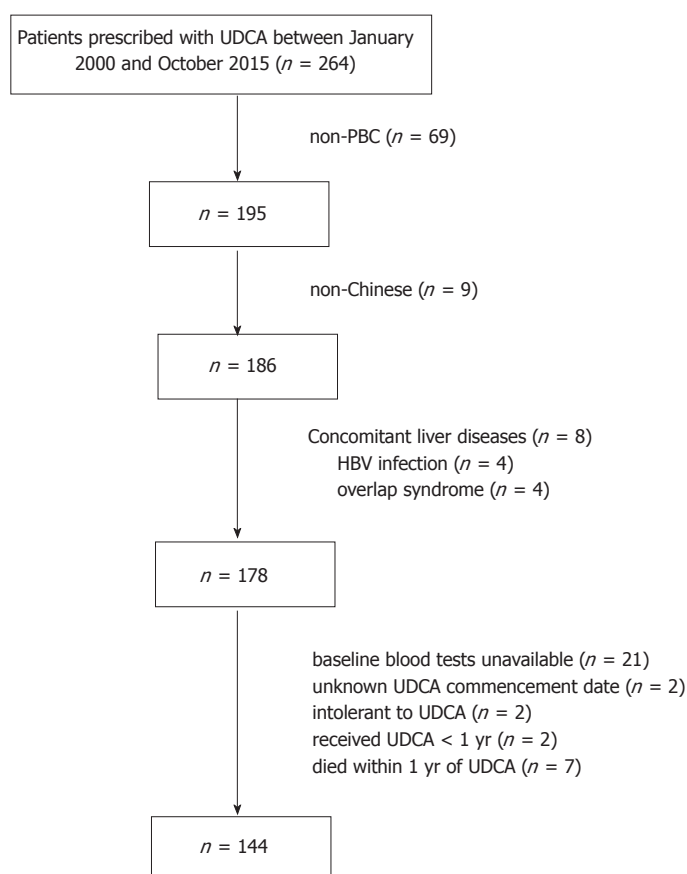 Patients prescribed with UDCA between January
2000 and October 2015 (n = 264)
non-PBC (n = 69)
n = 195
non-Chinese (n = 9)
n = 186
Concomitant liver diseases (n = 8)
HBV infection (n = 4)
overlap syndrome (n = 4)
n = 178
baseline blood tests unavailable (n = 21)
unknown UDCA commencement date (n = 2)
intolerant to UDCA (n = 2)
received UDCA < 1 yr (n = 2)
died within 1 yr of UDCA (n = 7)
n = 144